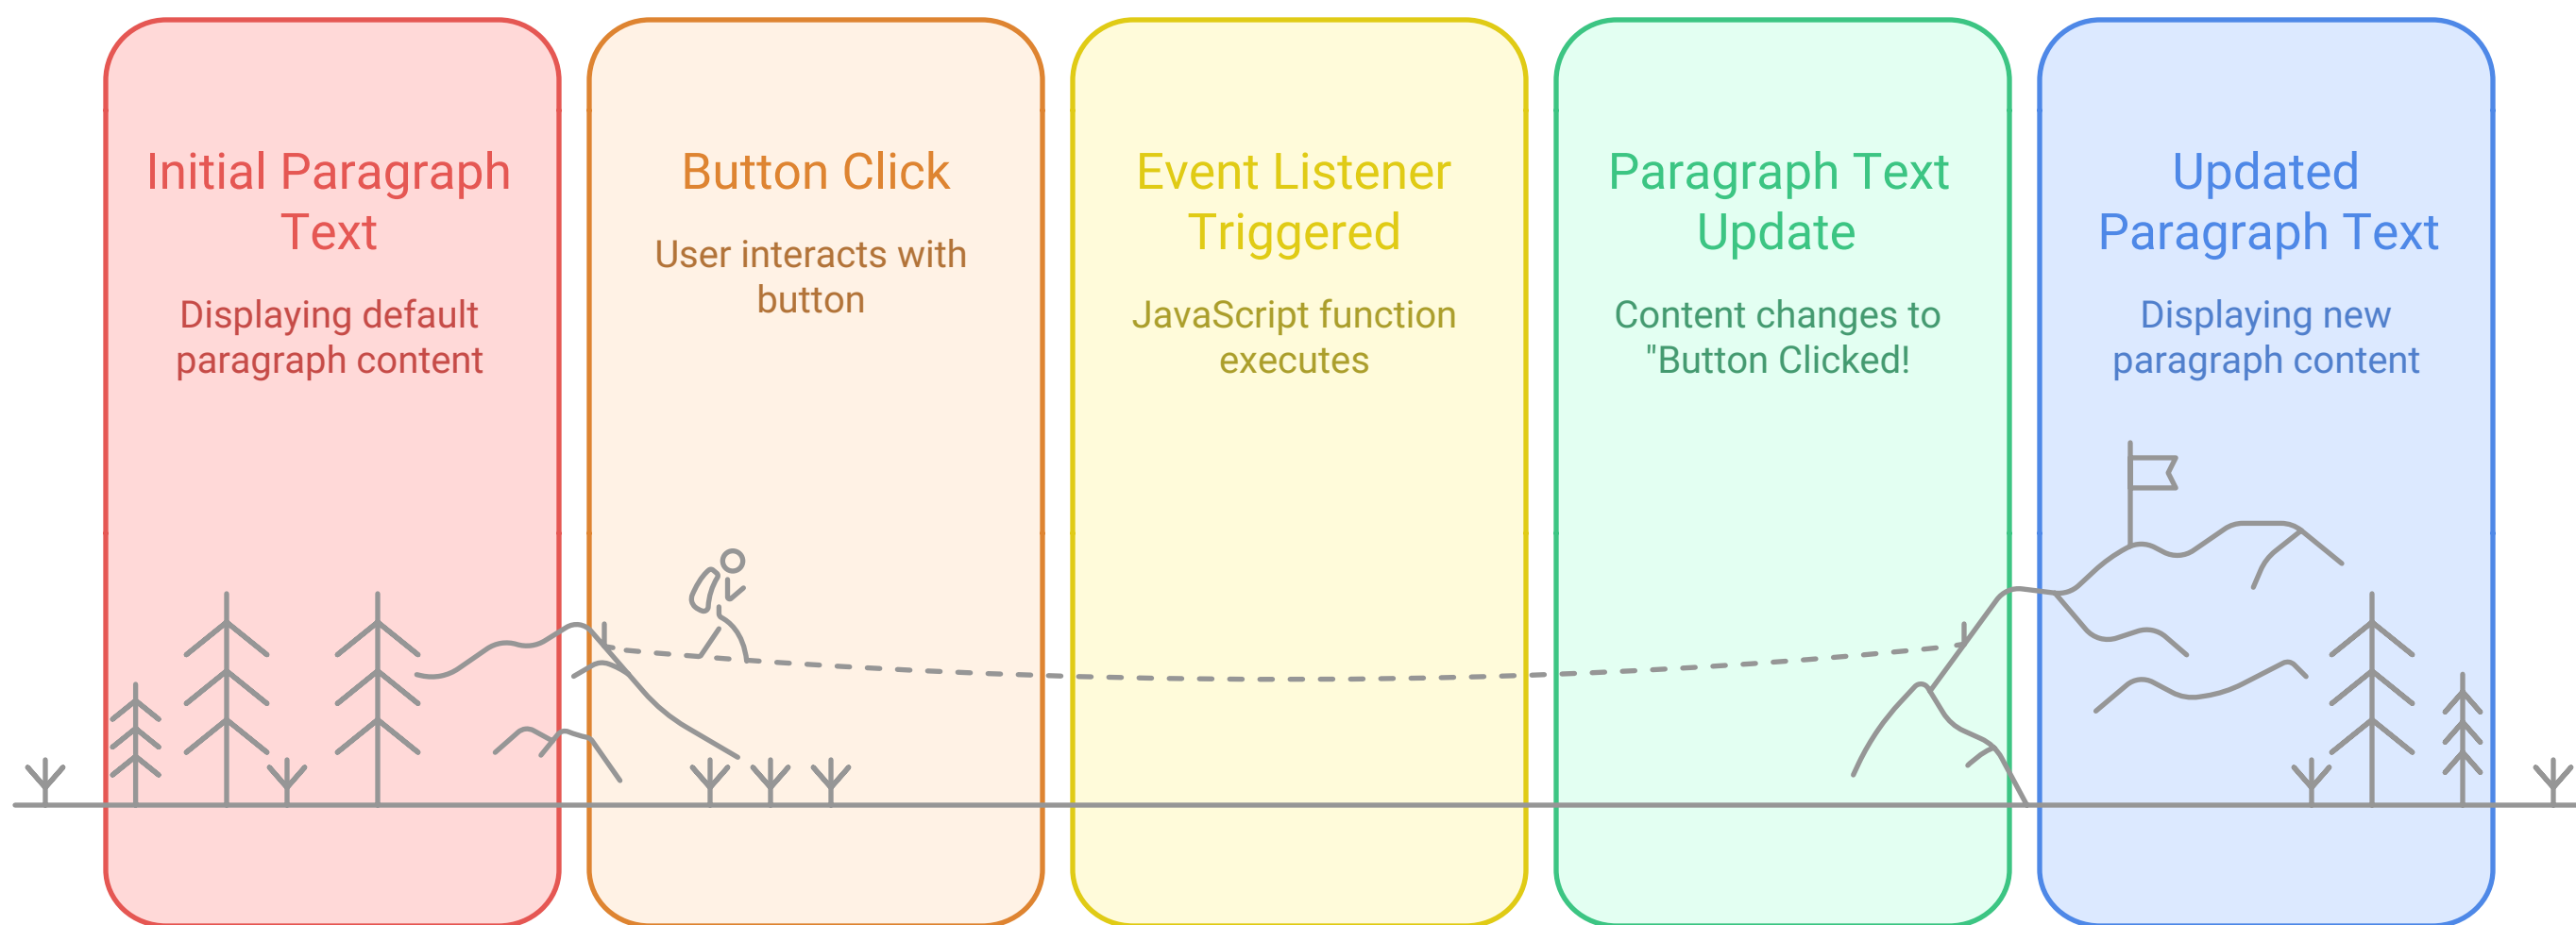 Initial Paragraph
Text
Displaying default
paragraph content
Button Click
User interacts with
button
Event Listener
Triggered
JavaScript function
executes
Paragraph Text
Update
Content changes to
"Button Clicked!
Updated
Paragraph Text
Displaying new
paragraph content